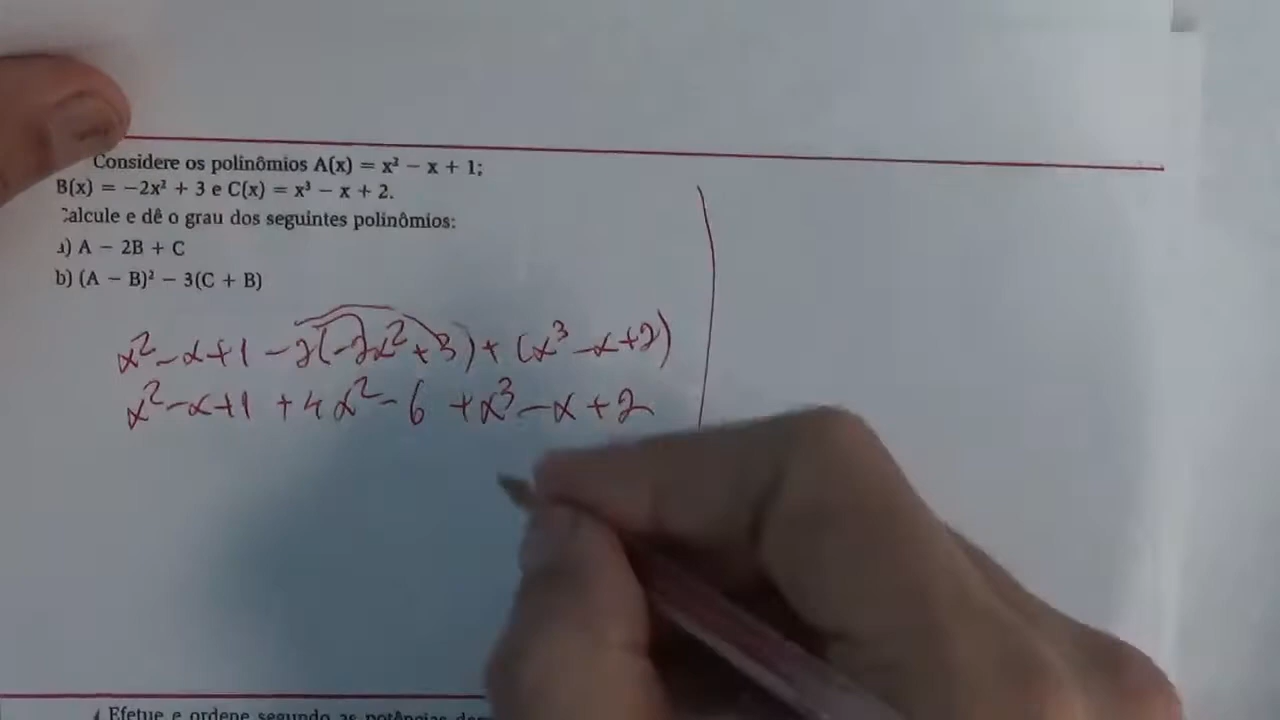 Considere os polinômios A(x) = x² − x + 1;
B(x) = −2x² + 3 e C(x) = x³ − x + 2.
Calcule e dê o grau dos seguintes polinômios:
a) A − 2B + C
b) (A − B)² − 3(C + B)
x² − x + 1 − 2(−2x² + 3) + (x³ − x + 2)
x² − x + 1 + 4x² − 6 + x³ − x + 2
Efetue e ordene segundo as potências